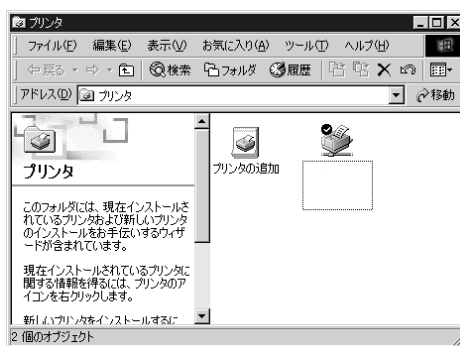 プリンタ
ファイル(F) 編集(E) 表示(V) お気に入り(A) ツール(T) ヘルプ(H)
戻る 検索 フォルダ 履歴
アドレス(D) プリンタ 移動
プリンタ
このフォルダには、現在インストールさ
れているプリンタおよび新しいプリンタ
のインストールをお手伝いするウィザ
ードが含まれています。
現在インストールされているプリンタに
関する情報を得るには、プリンタのア
イコンを右クリックします。
新しいプリンタをインストールするに
プリンタの追加
2 個のオブジェクト